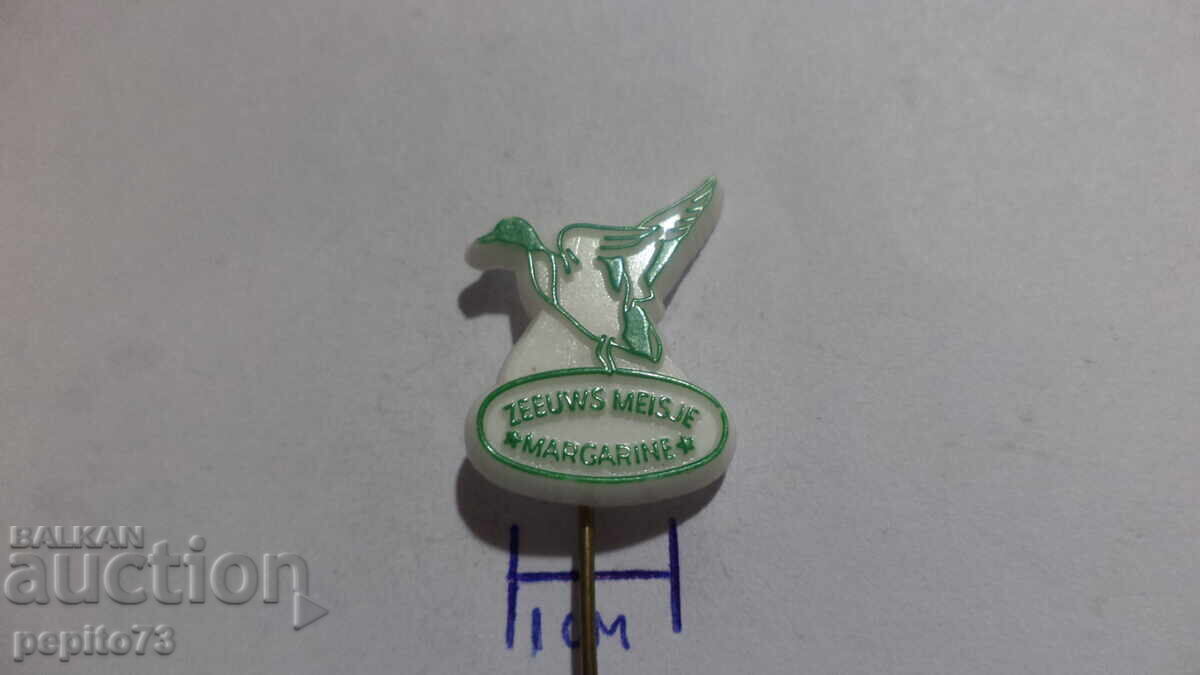 ZEEUWS MEISJE
★MARGARINE★
1 CM
BALKAN
auction
pepito73